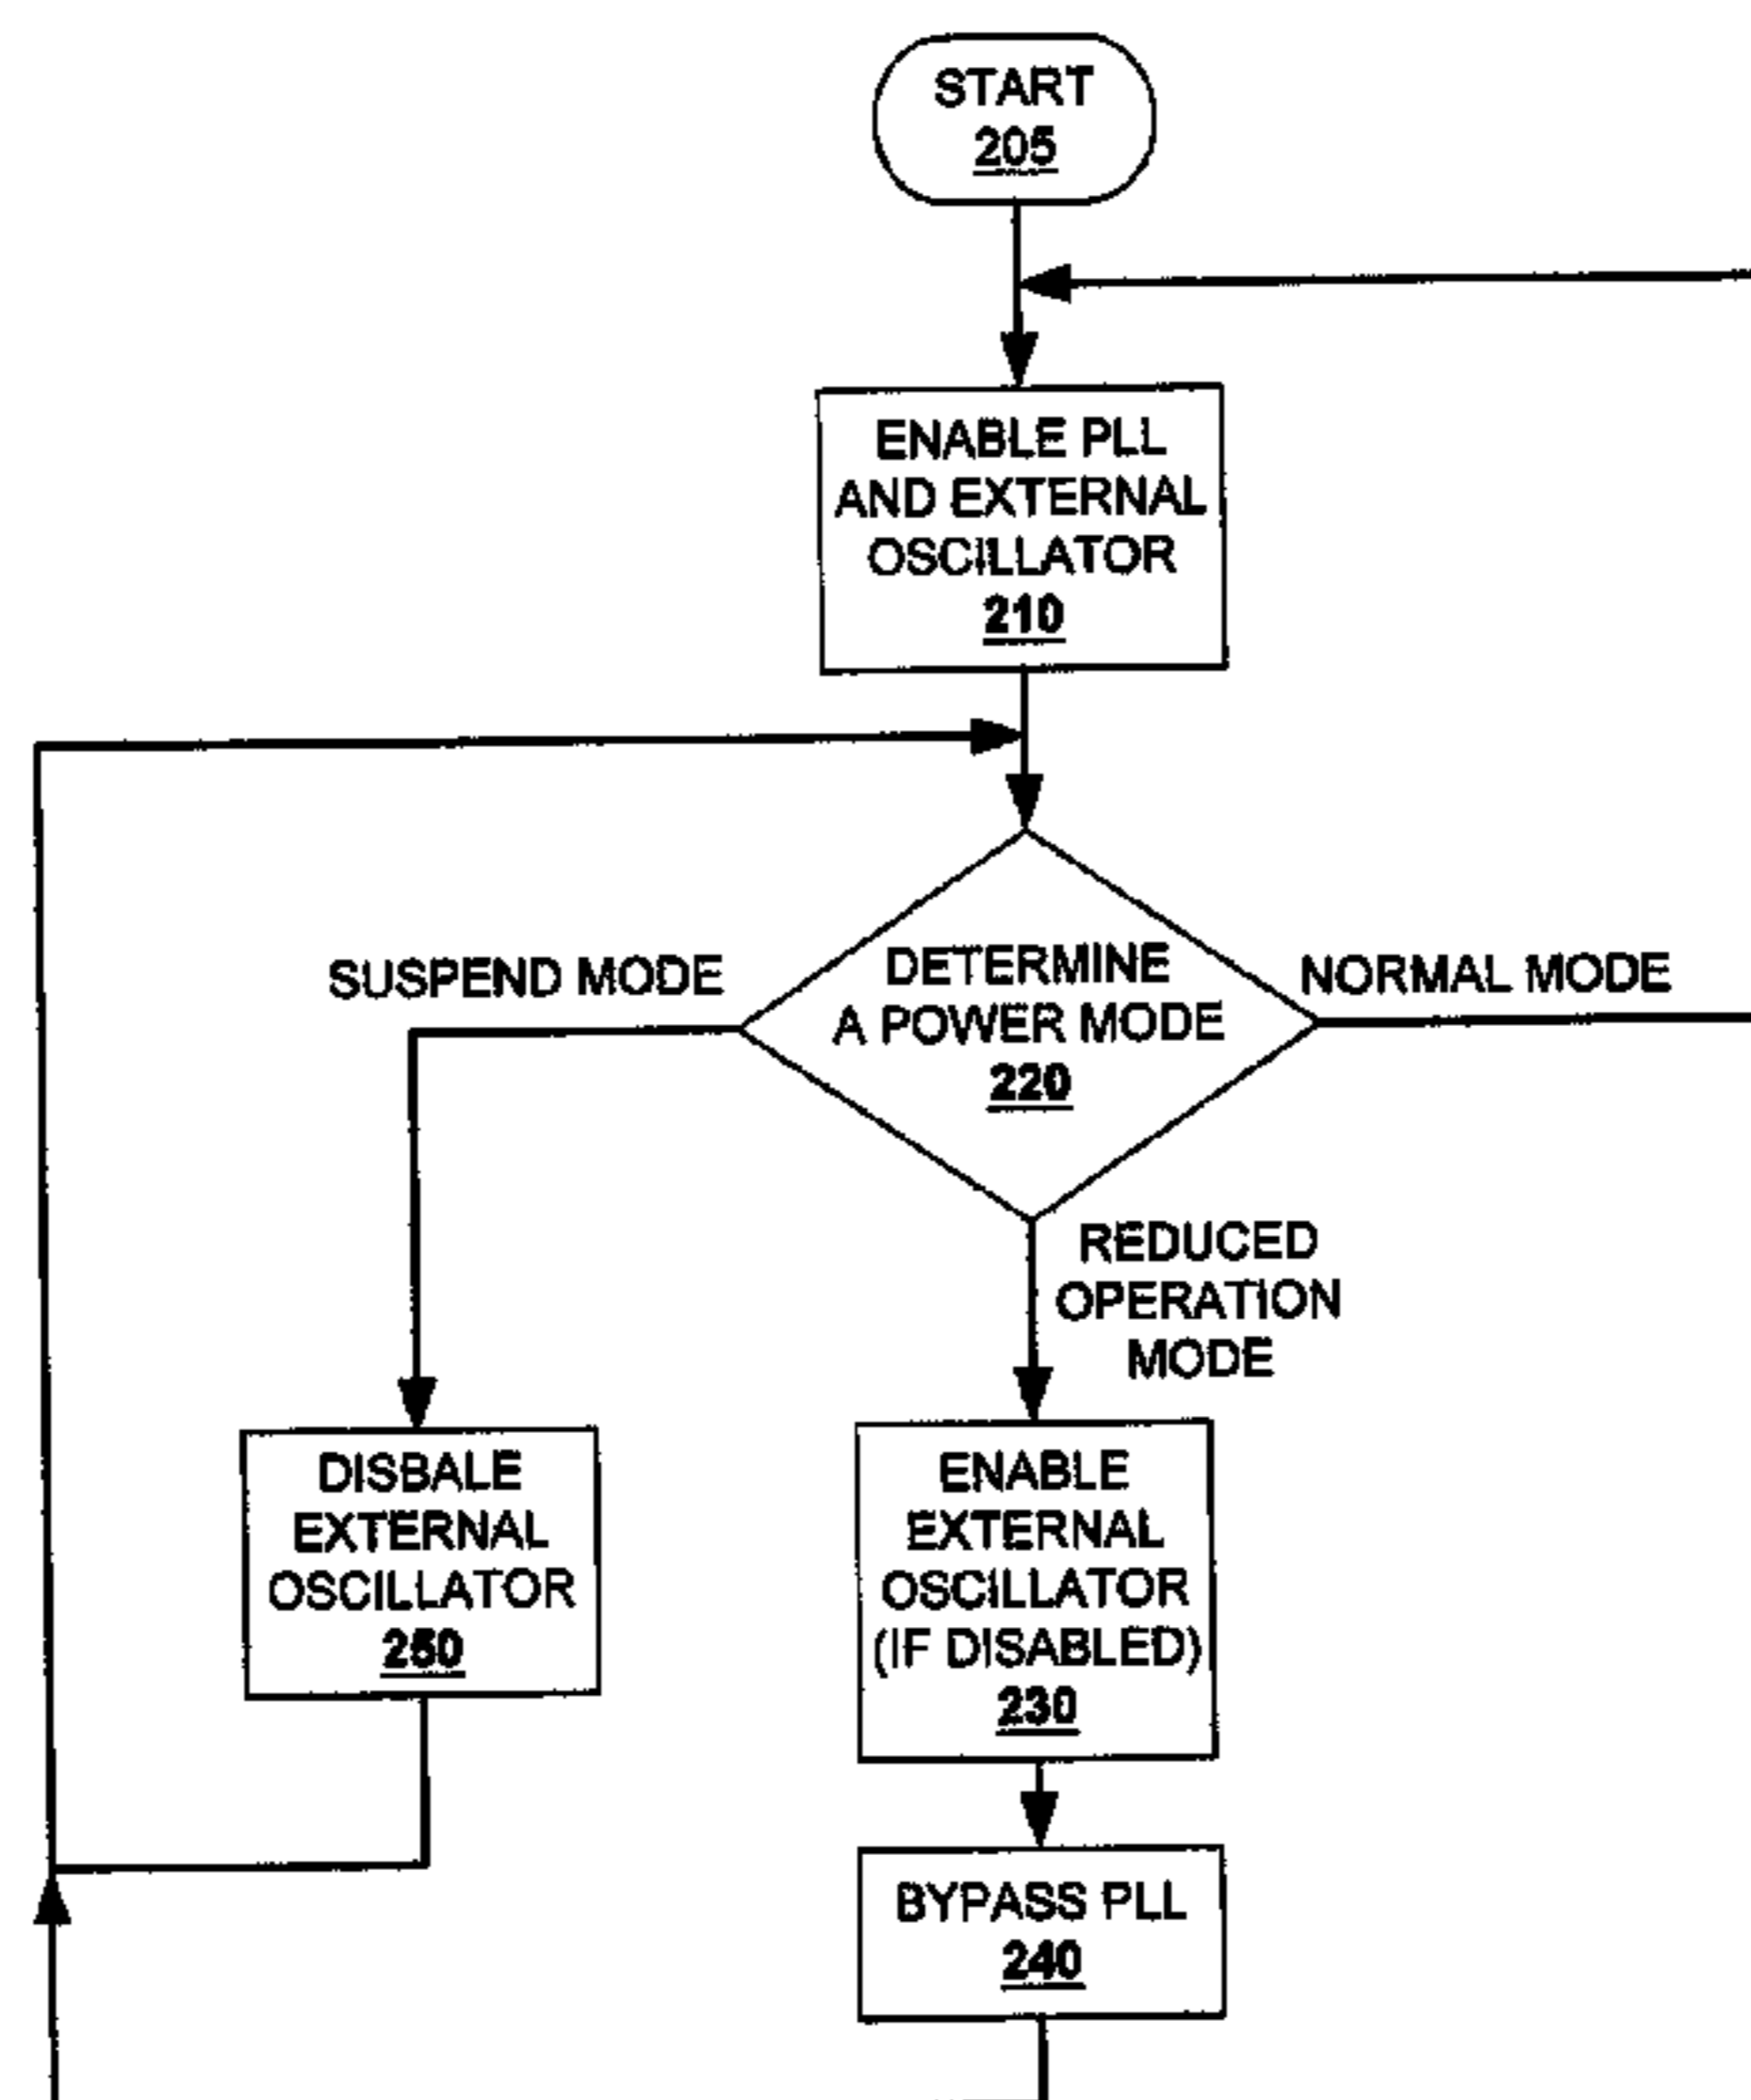 START
205
ENABLE PLL
AND EXTERNAL
OSCILLATOR
210
DETERMINE
A POWER MODE
220
SUSPEND MODE
NORMAL MODE
REDUCED
OPERATION
MODE
DISBALE
EXTERNAL
OSCILLATOR
250
ENABLE
EXTERNAL
OSCILLATOR
(IF DISABLED)
230
BYPASS PLL
240